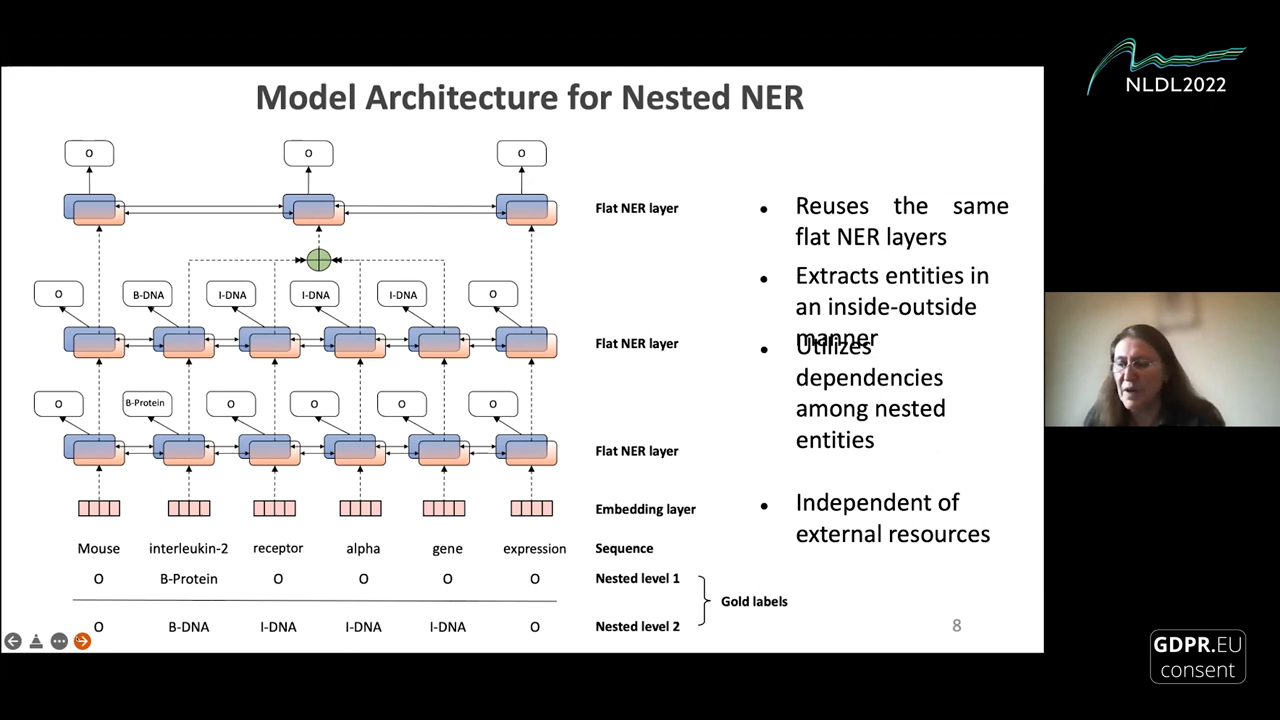 Model Architecture for Nested NER
NLDL2022
O O O
Flat NER layer
O B-DNA I-DNA I-DNA I-DNA O
Flat NER layer
O B-Protein O O O O
Flat NER layer
Embedding layer
Mouse interleukin-2 receptor alpha gene expression Sequence
O B-Protein O O O O Nested level 1
Gold labels
O B-DNA I-DNA I-DNA I-DNA O Nested level 2
• Reuses the same
flat NER layers
• Extracts entities in
an inside-outside
manner
• Utilizes
dependencies
among nested
entities
• Independent of
external resources
8
GDPR.EU
consent